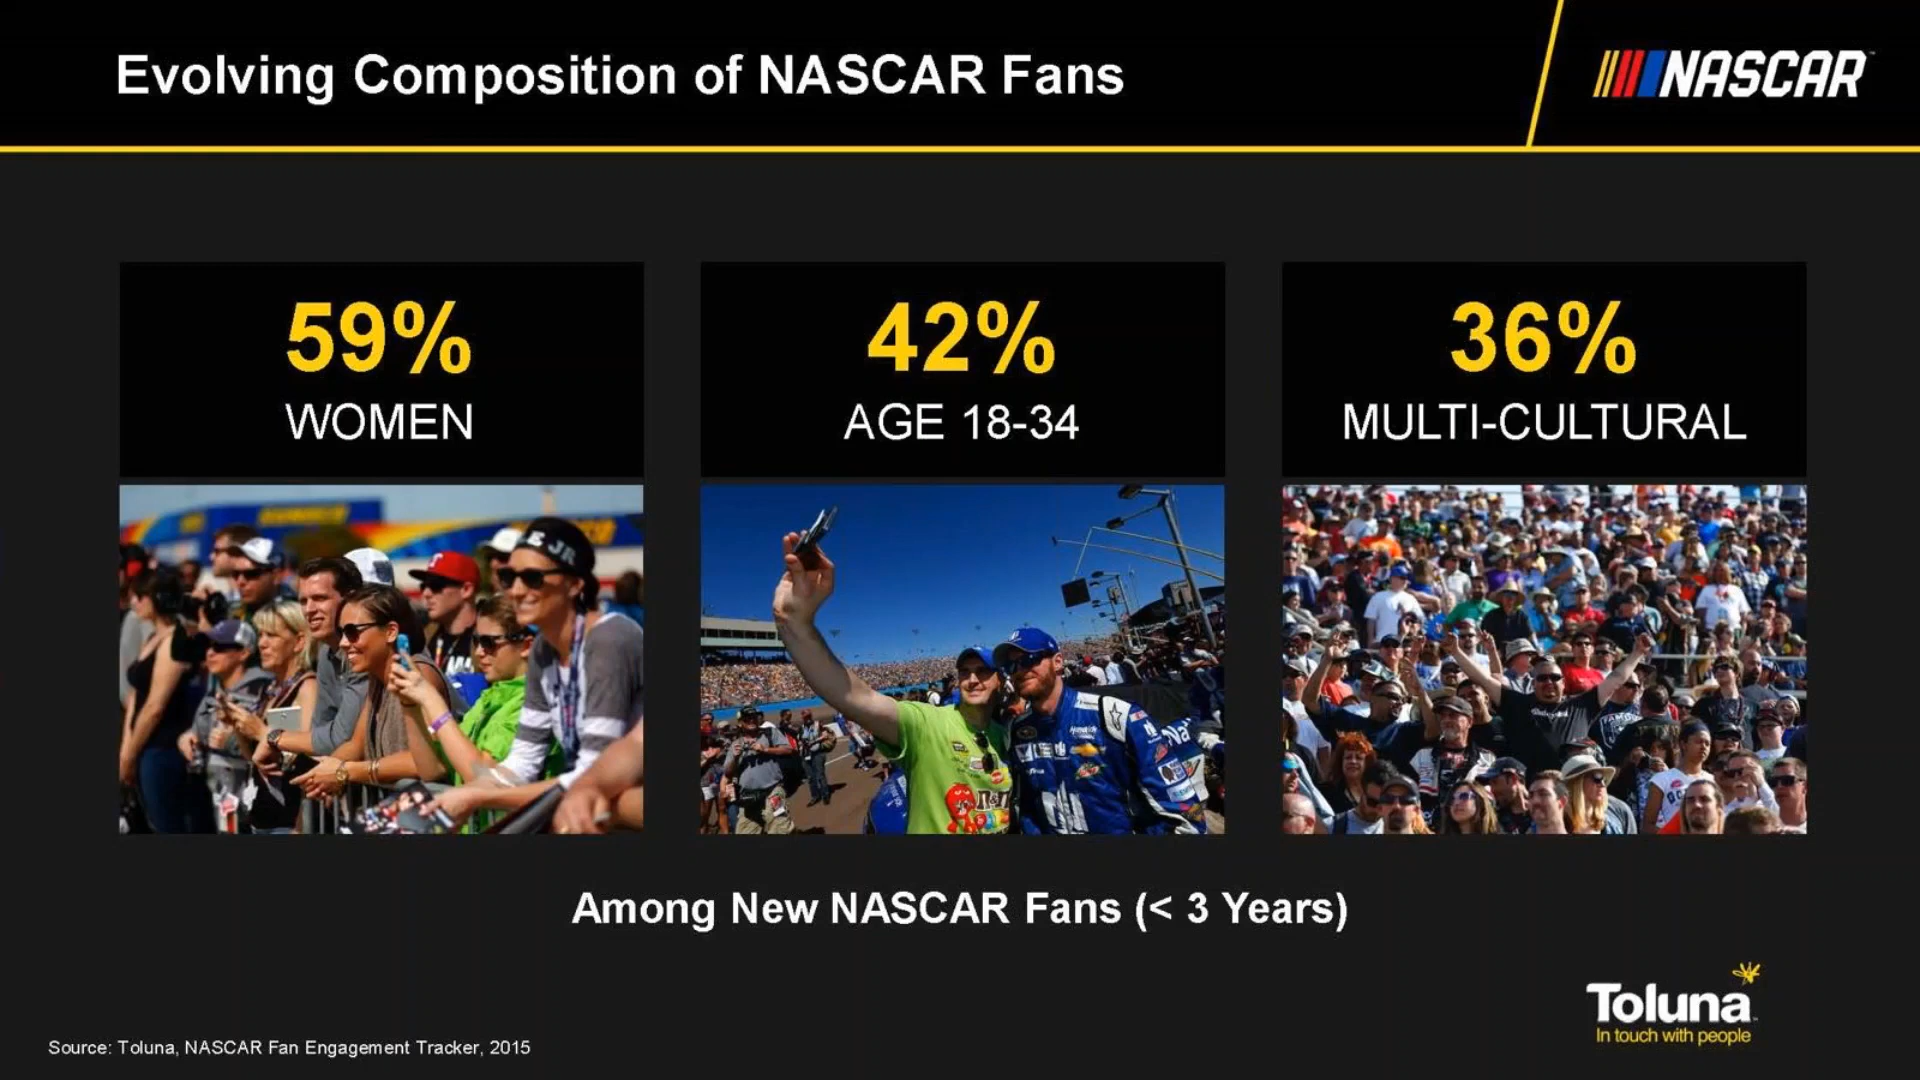 Evolving Composition of NASCAR Fans
NASCAR
59%
WOMEN
42%
AGE 18-34
36%
MULTI-CULTURAL
E JR
Among New NASCAR Fans (< 3 Years)
Toluna
In touch with people
Source: Toluna, NASCAR Fan Engagement Tracker, 2015